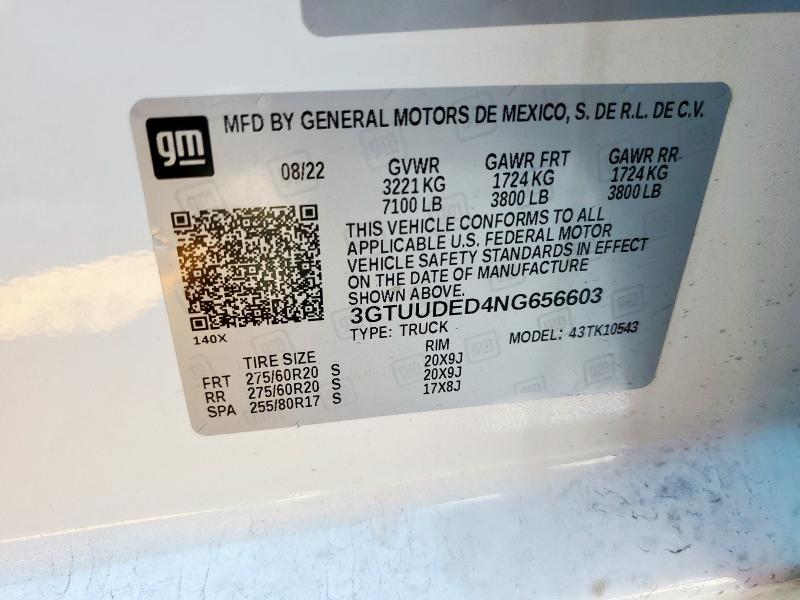 gm MFD BY GENERAL MOTORS DE MEXICO, S. DE R.L. DE C.V.
08/22 GVWR GAWR FRT GAWR RR
3221 KG 1724 KG 1724 KG
7100 LB 3800 LB 3800 LB
THIS VEHICLE CONFORMS TO ALL
APPLICABLE U.S. FEDERAL MOTOR
VEHICLE SAFETY STANDARDS IN EFFECT
ON THE DATE OF MANUFACTURE
SHOWN ABOVE.
3GTUUDED4NG656603
140X TYPE: TRUCK MODEL: 43TK10543
TIRE SIZE RIM
FRT 275/60R20 S 20X9J
RR 275/60R20 S 20X9J
SPA 255/80R17 S 17X8J